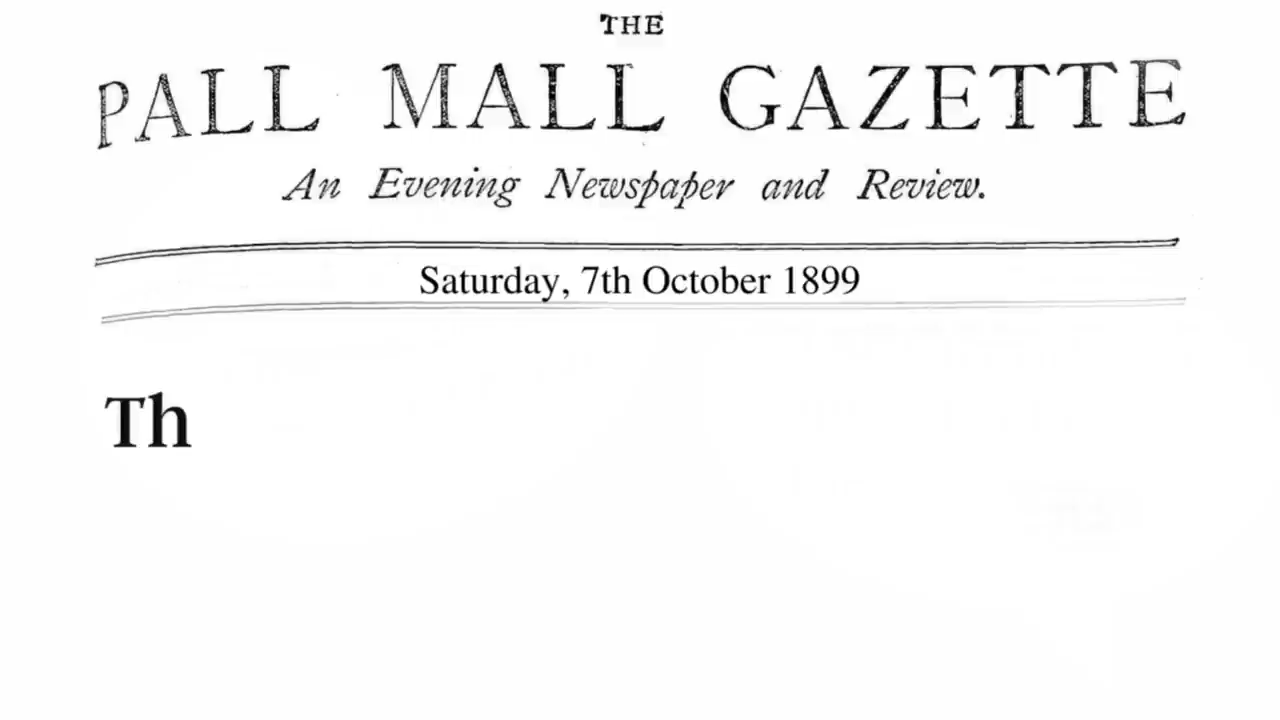 THE
PALL MALL GAZETTE
An Evening Newspaper and Review.
Saturday, 7th October 1899
Th